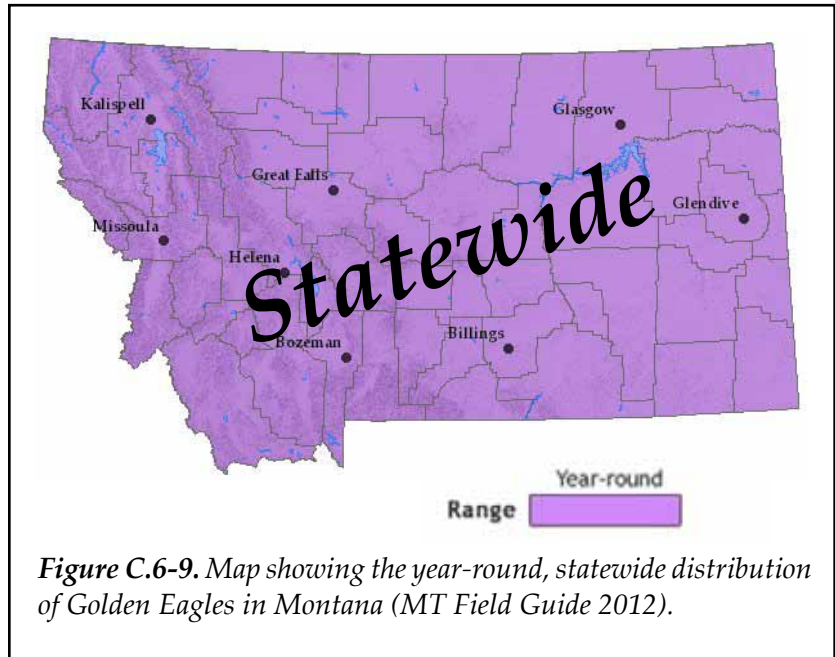 Kalispell
Glasgow
Great Falls
Glendive
Missoula
Helena
Statewide
Bozeman
Billings
Year-round
Range
Figure C.6-9. Map showing the year-round, statewide distribution
of Golden Eagles in Montana (MT Field Guide 2012).